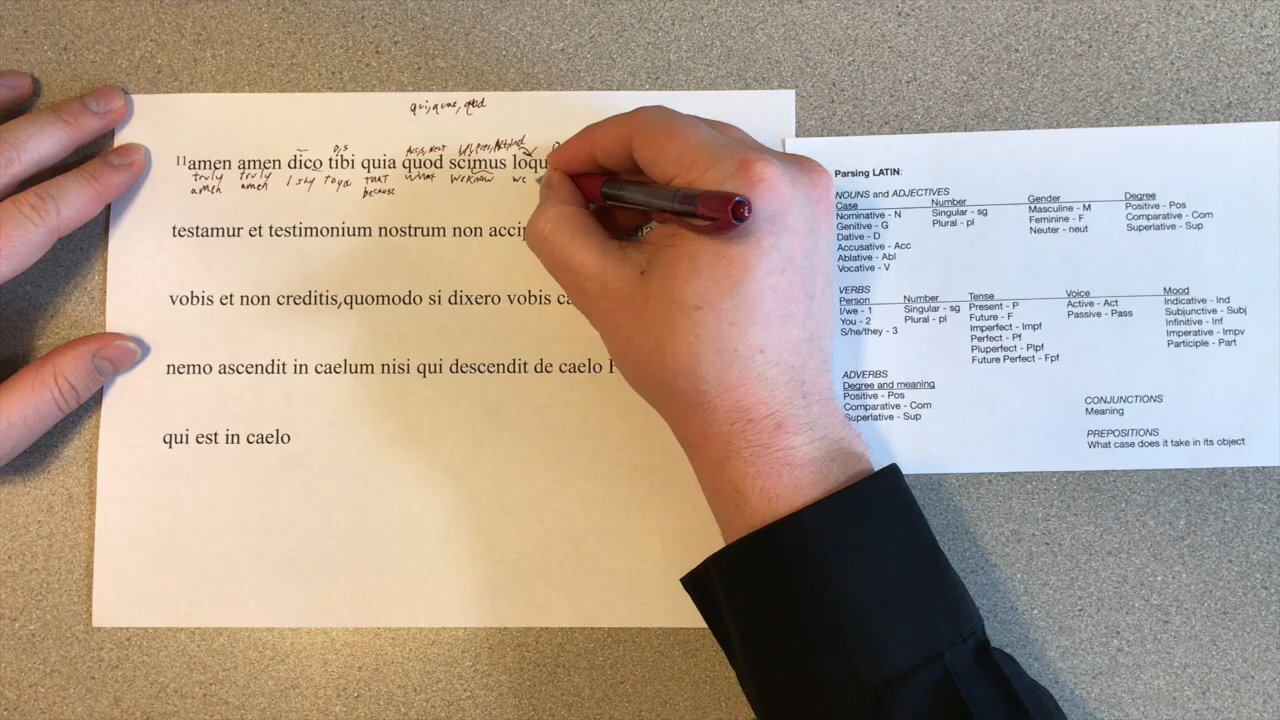 qui, quae, quod
D, S Acc, S, Neut
11amen amen dico tibi quia quod scimus loqu
truly truly I say to you THAT what we know we
amen amen because
testamur et testimonium nostrum non accip
vobis et non creditis, quomodo si dixero vobis ca
nemo ascendit in caelum nisi qui descendit de caelo
qui est in caelo
Parsing LATIN:
NOUNS and ADJECTIVES
Case Number Gender Degree
Nominative - N Singular - sg Masculine - M Positive - Pos
Genitive - G Plural - pl Feminine - F Comparative - Com
Dative - D Neuter - neut Superlative - Sup
Accusative - Acc
Ablative - Abl
Vocative - V
VERBS
Person Number Tense Voice Mood
I/we - 1 Singular - sg Present - P Active - Act Indicative - Ind
You - 2 Plural - pl Future - F Passive - Pass Subjunctive - Subj
S/he/they - 3 Imperfect - Impf Infinitive - Inf
Perfect - Pf Imperative - Impv
Pluperfect - Plpf Participle - Part
Future Perfect - Fpf
ADVERBS
Degree and meaning
Positive - Pos
Comparative - Com
Superlative - Sup
CONJUNCTIONS
Meaning
PREPOSITIONS
What case does it take in its object